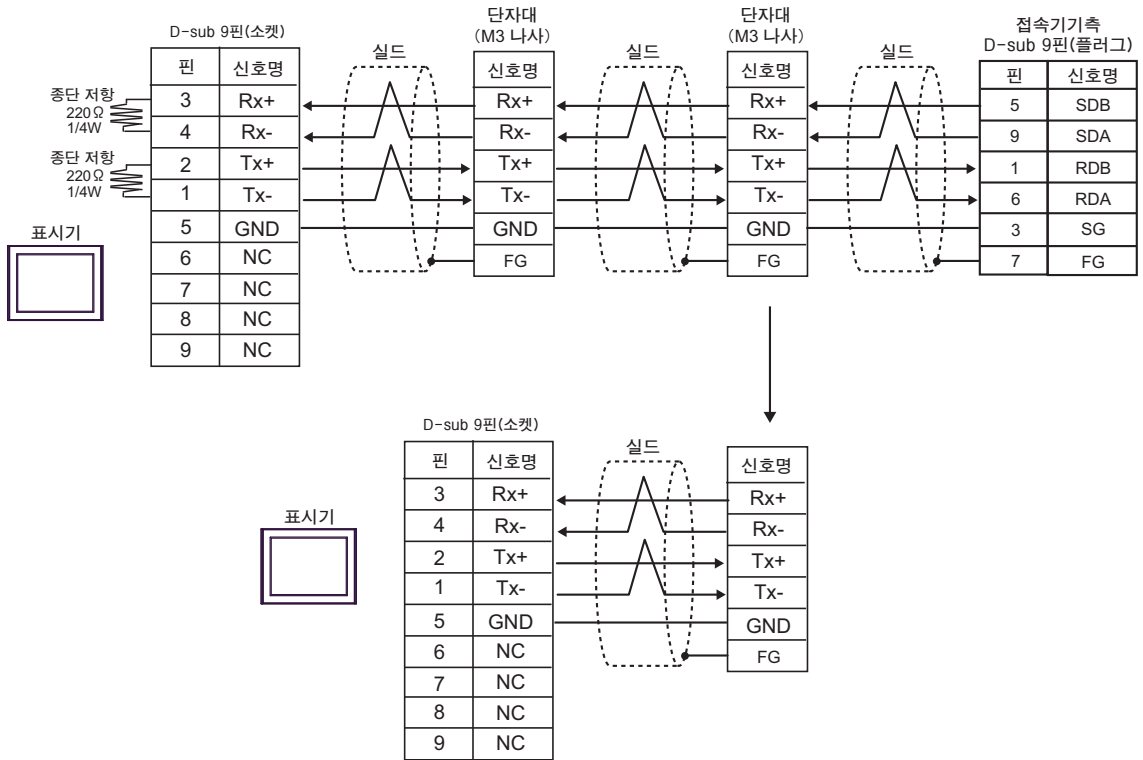 D-sub 9핀(소켓)
핀 신호명
3 Rx+
4 Rx-
2 Tx+
1 Tx-
5 GND
6 NC
7 NC
8 NC
9 NC
종단 저항
220Ω
1/4W
종단 저항
220Ω
1/4W
표시기
실드
단자대
(M3 나사)
신호명
Rx+
Rx-
Tx+
Tx-
GND
FG
실드
단자대
(M3 나사)
신호명
Rx+
Rx-
Tx+
Tx-
GND
FG
실드
접속기기측
D-sub 9핀(플러그)
핀 신호명
5 SDB
9 SDA
1 RDB
6 RDA
3 SG
7 FG
표시기
D-sub 9핀(소켓)
핀 신호명
3 Rx+
4 Rx-
2 Tx+
1 Tx-
5 GND
6 NC
7 NC
8 NC
9 NC
실드
신호명
Rx+
Rx-
Tx+
Tx-
GND
FG